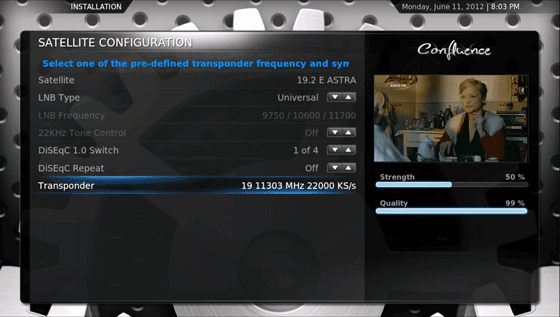 INSTALLATION
Monday, June 11, 2012 | 8:03 PM
SATELLITE CONFIGURATION
Select one of the pre-defined transponder frequency and sym
Confluence
Satellite 19.2 E ASTRA
LNB Type Universal
LNB Frequency 9750 / 10600 / 11700
22KHz Tone Control Off
DiSEqC 1.0 Switch 1 of 4
DiSEqC Repeat Off
Transponder 19 11303 MHz 22000 KS/s
Strength 50 %
Quality 99 %